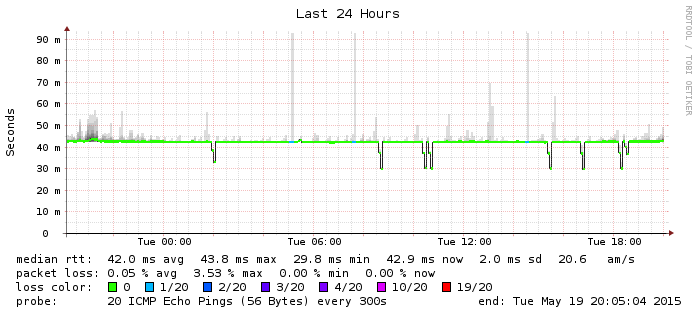 Last 24 Hours
RRDTOOL / TOBI OETIKER
Seconds
90 m
80 m
70 m
60 m
50 m
40 m
30 m
20 m
10 m
0
Tue 00:00 Tue 06:00 Tue 12:00 Tue 18:00
median rtt: 42.0 ms avg 43.8 ms max 29.8 ms min 42.9 ms now 2.0 ms sd 20.6 am/s
packet loss: 0.05 % avg 3.53 % max 0.00 % min 0.00 % now
loss color: 0 1/20 2/20 3/20 4/20 10/20 19/20
probe: 20 ICMP Echo Pings (56 Bytes) every 300s end: Tue May 19 20:05:04 2015